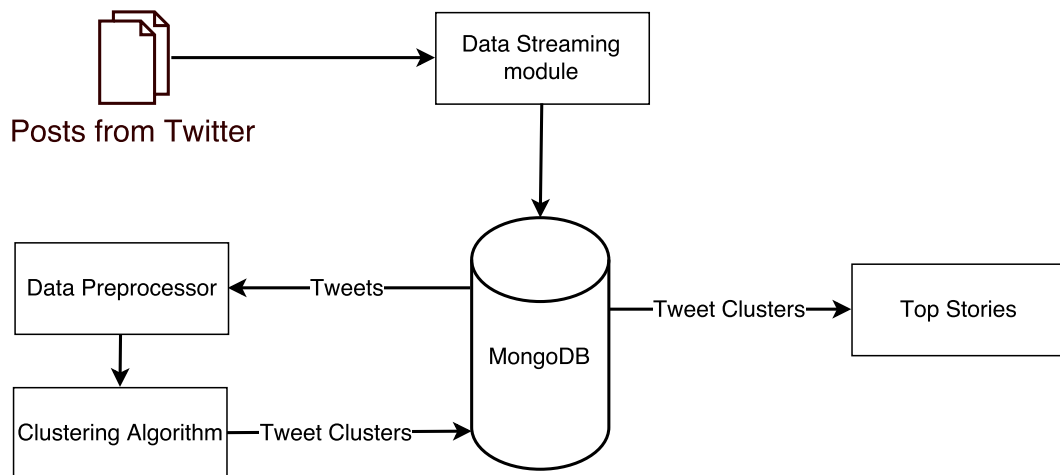 Data Streaming
module
Posts from Twitter
Data Preprocessor
Tweets
Tweet Clusters
Top Stories
MongoDB
Clustering Algorithm
Tweet Clusters